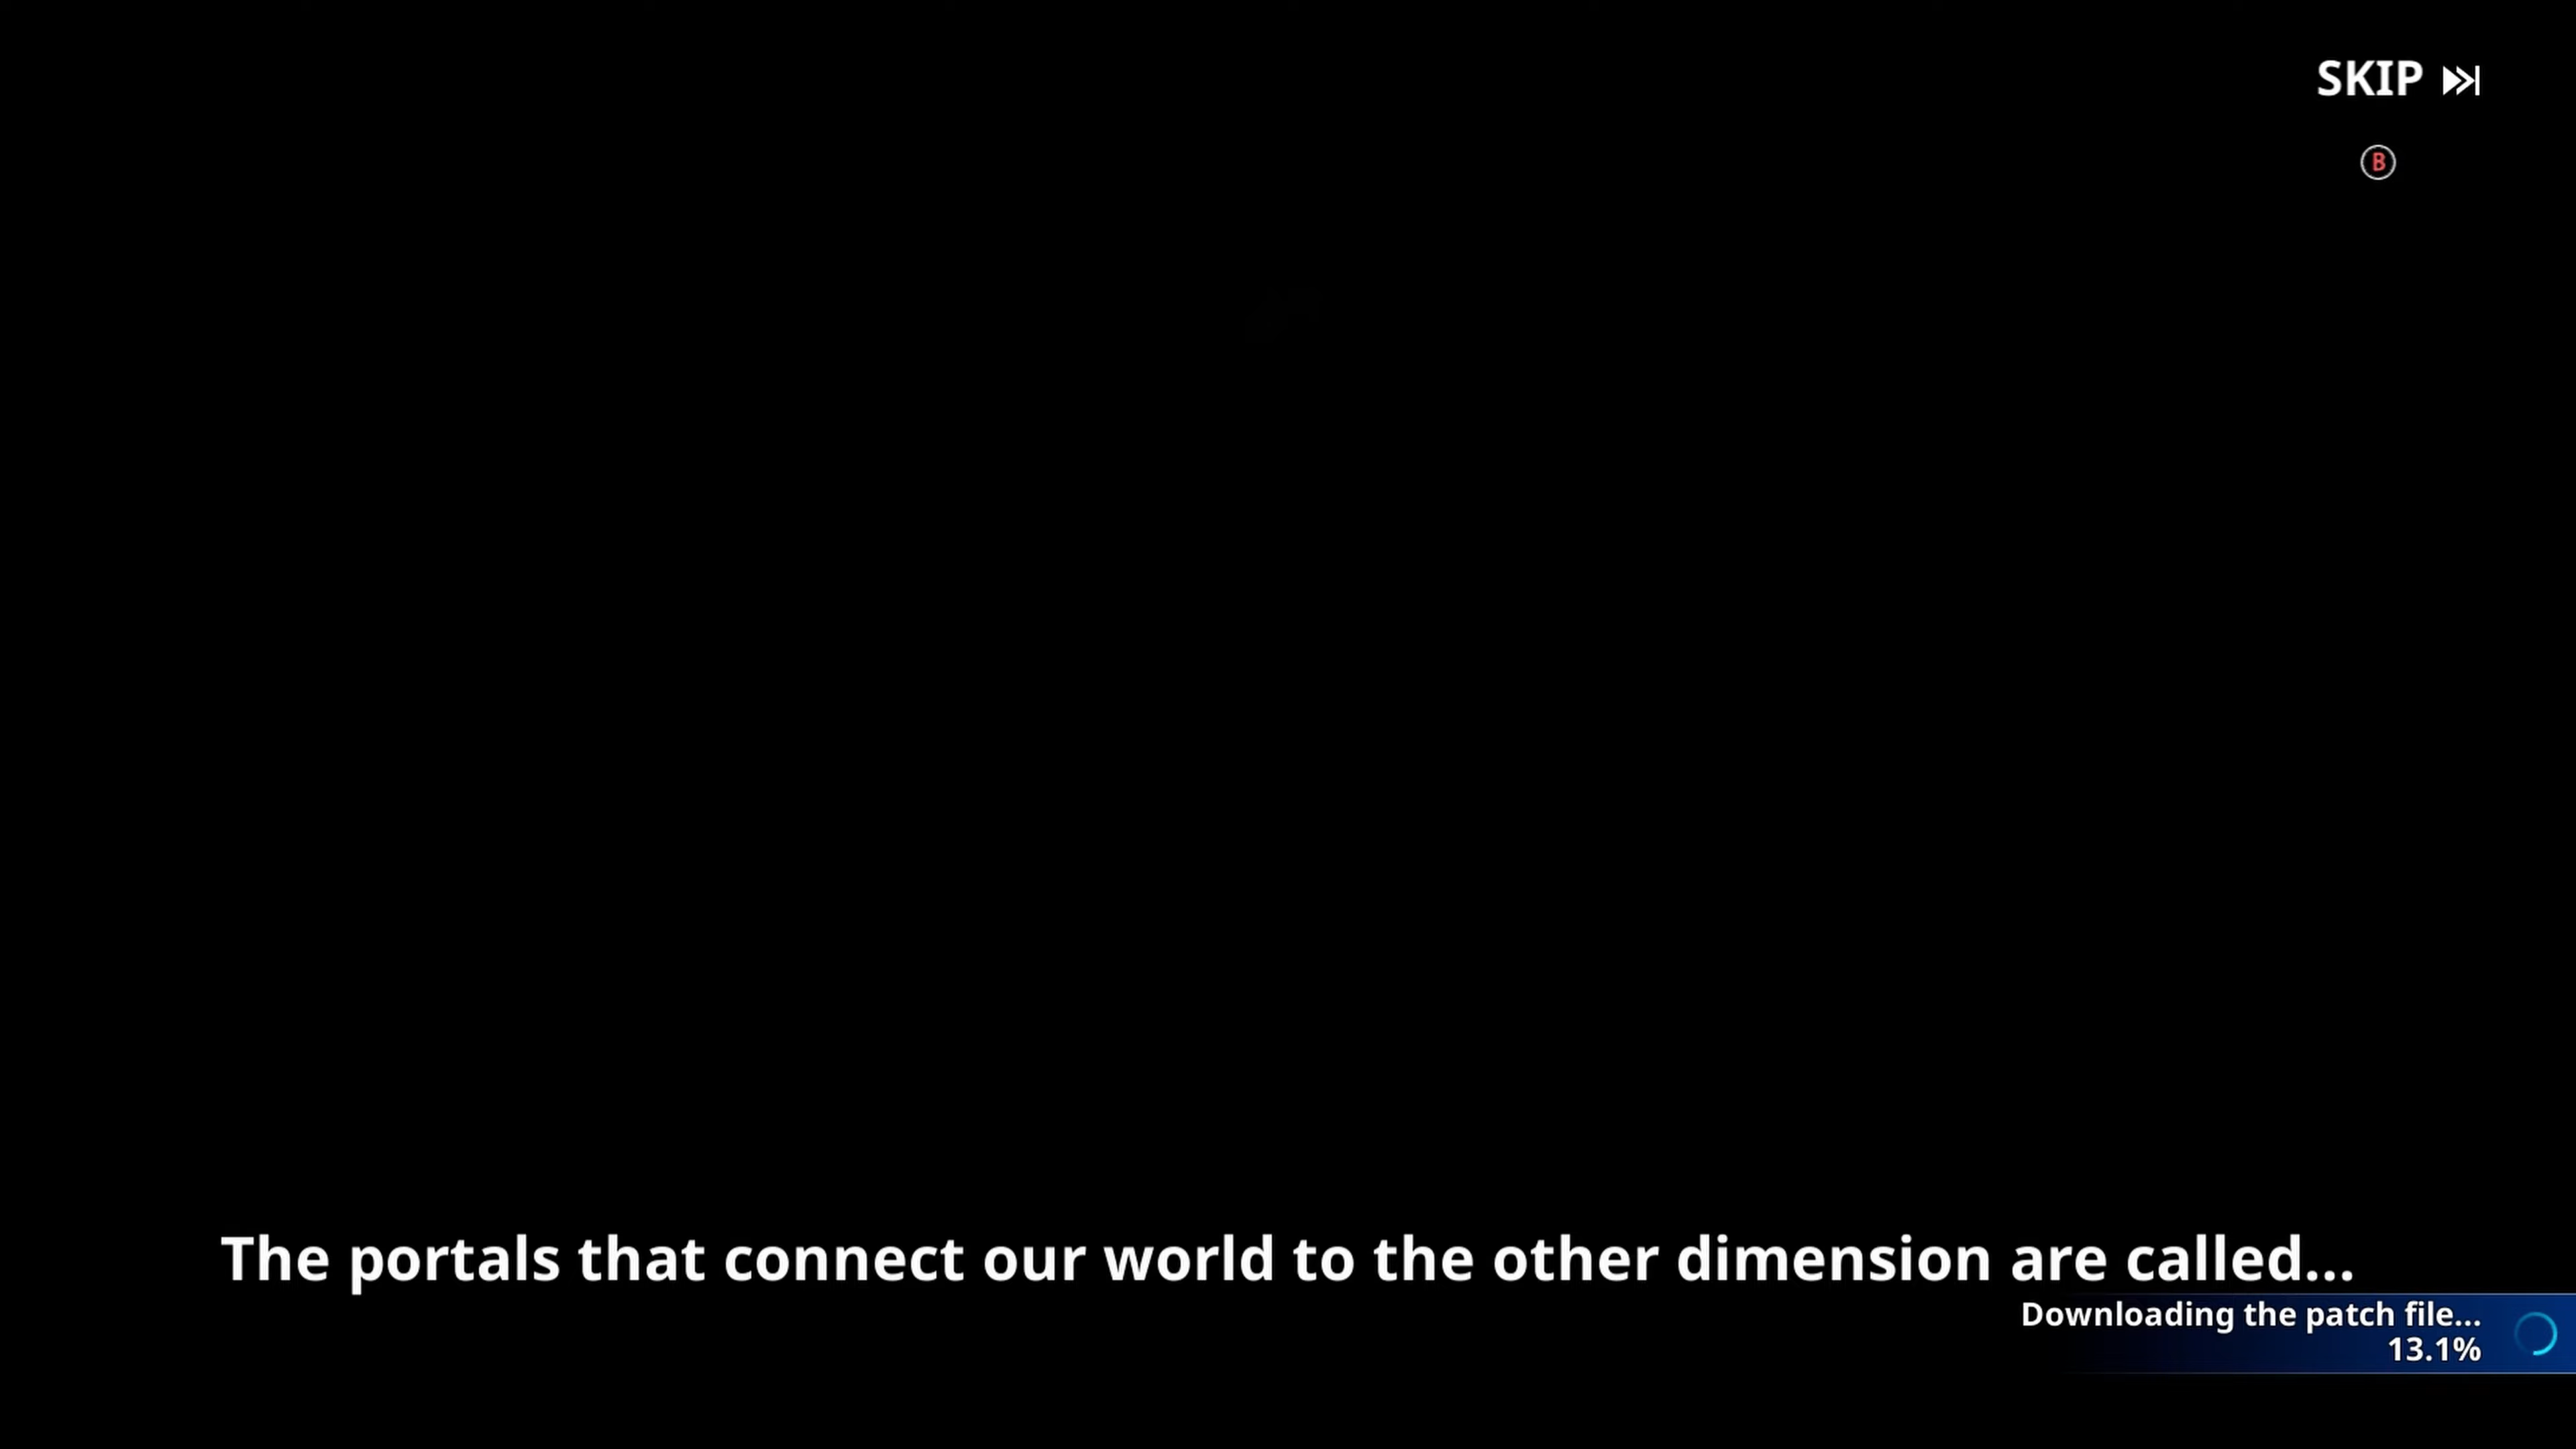 SKIP
B
The portals that connect our world to the other dimension are called...
Downloading the patch file...
13.1%